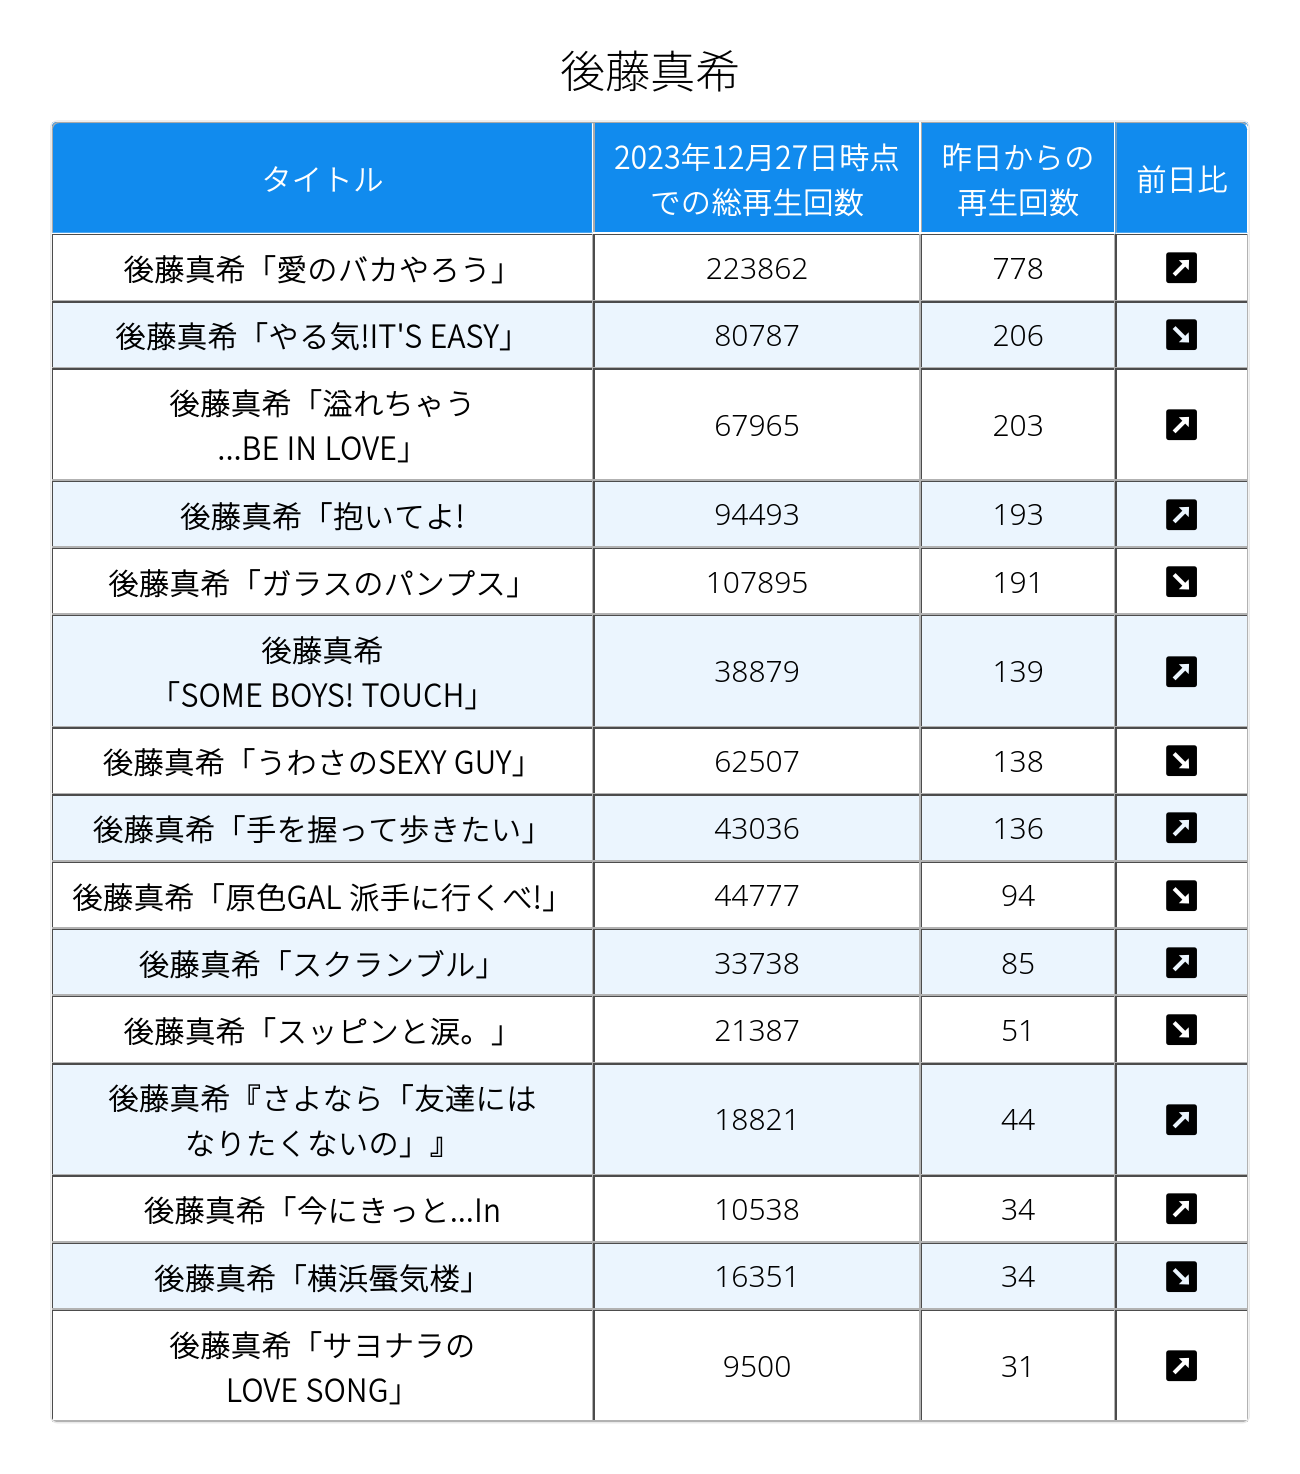 後藤真希
タイトル
2023年12月27日時点
での総再生回数
昨日からの
再生回数
前日比
後藤真希「愛のバカやろう」 223862 778 ↗
後藤真希「やる気!IT'S EASY」 80787 206 ↘
後藤真希「溢れちゃう
...BE IN LOVE」 67965 203 ↗
後藤真希「抱いてよ! 94493 193 ↗
後藤真希「ガラスのパンプス」 107895 191 ↘
後藤真希
「SOME BOYS! TOUCH」 38879 139 ↗
後藤真希「うわさのSEXY GUY」 62507 138 ↘
後藤真希「手を握って歩きたい」 43036 136 ↗
後藤真希「原色GAL 派手に行くべ!」 44777 94 ↘
後藤真希「スクランブル」 33738 85 ↗
後藤真希「スッピンと涙。」 21387 51 ↘
後藤真希『さよなら「友達には
なりたくないの」』 18821 44 ↗
後藤真希「今にきっと...In 10538 34 ↗
後藤真希「横浜蜃気楼」 16351 34 ↘
後藤真希「サヨナラの
LOVE SONG」 9500 31 ↗